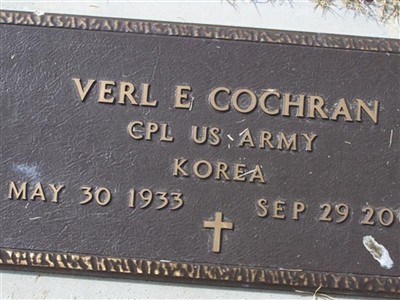 VERL E COCHRAN
CPL US ARMY
KOREA
MAY 30 1933 SEP 29